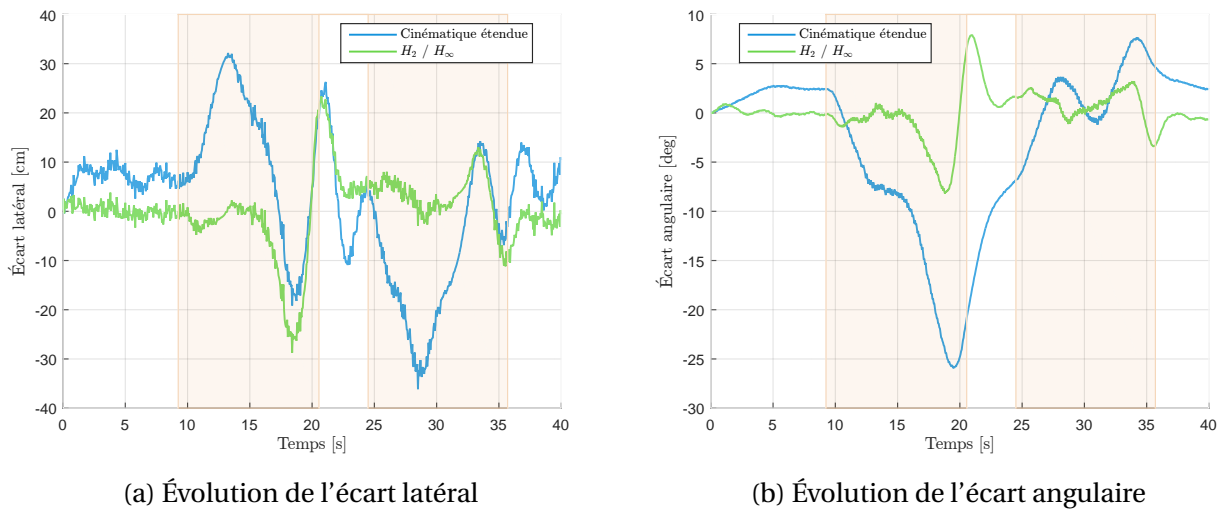 40
30
20
10
0
-10
-20
-30
-40
Écart latéral [cm]
0 5 10 15 20 25 30 35 40
Temps [s]
Cinématique étendue
H₂ / H∞
(a) Évolution de l'écart latéral
10
5
0
-5
-10
-15
-20
-25
-30
Écart angulaire [deg]
0 5 10 15 20 25 30 35 40
Temps [s]
Cinématique étendue
H₂ / H∞
(b) Évolution de l'écart angulaire